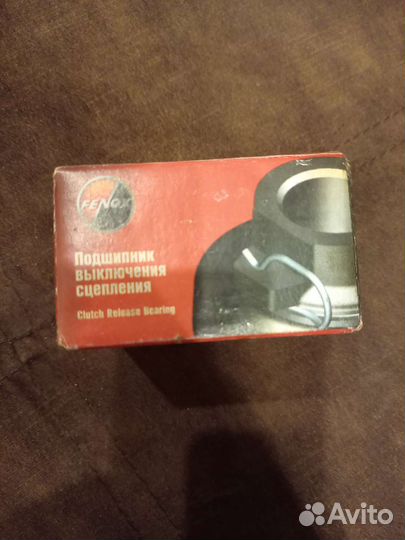 FENOX
Подшипник
выключения
сцепления
Clutch Release Bearing
Avito